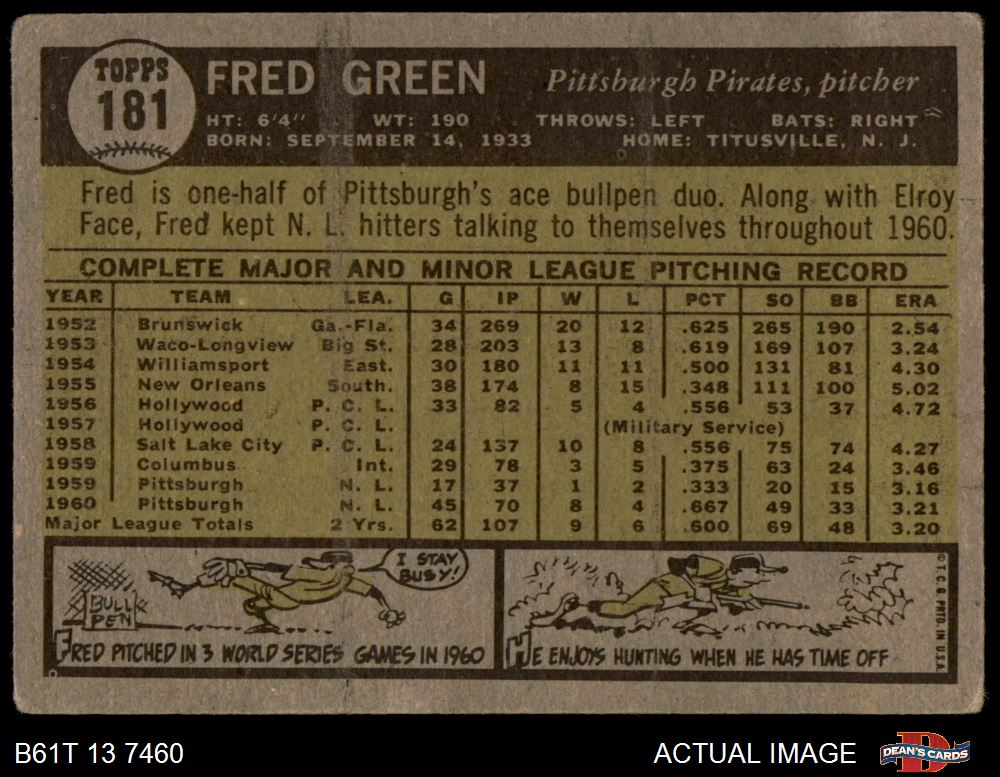 TOPPS
181
FRED GREEN Pittsburgh Pirates, pitcher
HT: 6'4" WT: 190 THROWS: LEFT BATS: RIGHT
BORN: SEPTEMBER 14, 1933 HOME: TITUSVILLE, N. J.
Fred is one-half of Pittsburgh's ace bullpen duo. Along with Elroy
Face, Fred kept N. L. hitters talking to themselves throughout 1960.
COMPLETE MAJOR AND MINOR LEAGUE PITCHING RECORD
YEAR TEAM LEA. G IP W L PCT SO BB ERA
1952 Brunswick Ga.-Fla. 34 269 20 12 .625 265 190 2.54
1953 Waco-Longview Big St. 28 203 13 8 .619 169 107 3.24
1954 Williamsport East. 30 180 11 11 .500 131 81 4.30
1955 New Orleans South. 38 174 8 15 .348 111 100 5.02
1956 Hollywood P. C. L. 33 82 5 4 .556 53 37 4.72
1957 Hollywood P. C. L. (Military Service)
1958 Salt Lake City P. C. L. 24 137 10 8 .556 75 74 4.27
1959 Columbus Int. 29 78 3 5 .375 63 24 3.46
1959 Pittsburgh N. L. 17 37 1 2 .333 20 15 3.16
1960 Pittsburgh N. L. 45 70 8 4 .667 49 33 3.21
Major League Totals 2 Yrs. 62 107 9 6 .600 69 48 3.20
I STAY
BUSY!
BULL
PEN
FRED PITCHED IN 3 WORLD SERIES GAMES IN 1960
HE ENJOYS HUNTING WHEN HE HAS TIME OFF
© T. C. G. PRTD. IN U.S.A.
B61T 13 7460 ACTUAL IMAGE
DEAN'S CARDS